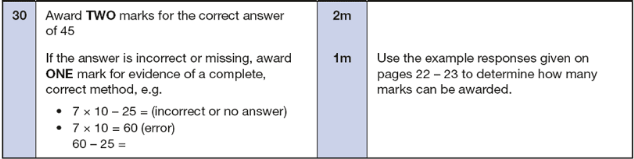 30 Award TWO marks for the correct answer 2m
of 45
If the answer is incorrect or missing, award 1m Use the example responses given on
ONE mark for evidence of a complete, pages 22 – 23 to determine how many
correct method, e.g. marks can be awarded.
• 7 × 10 – 25 = (incorrect or no answer)
• 7 × 10 = 60 (error)
60 – 25 =